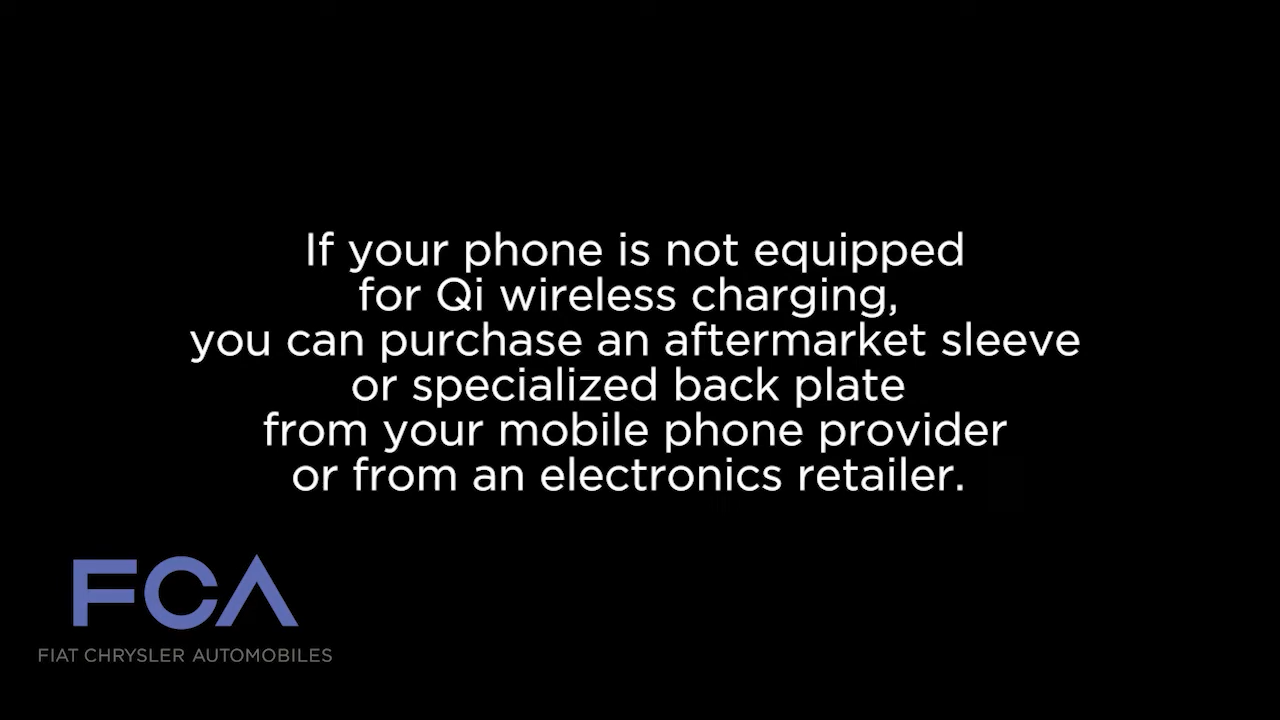 If your phone is not equipped
for Qi wireless charging,
you can purchase an aftermarket sleeve
or specialized back plate
from your mobile phone provider
or from an electronics retailer.
FCA
FIAT CHRYSLER AUTOMOBILES